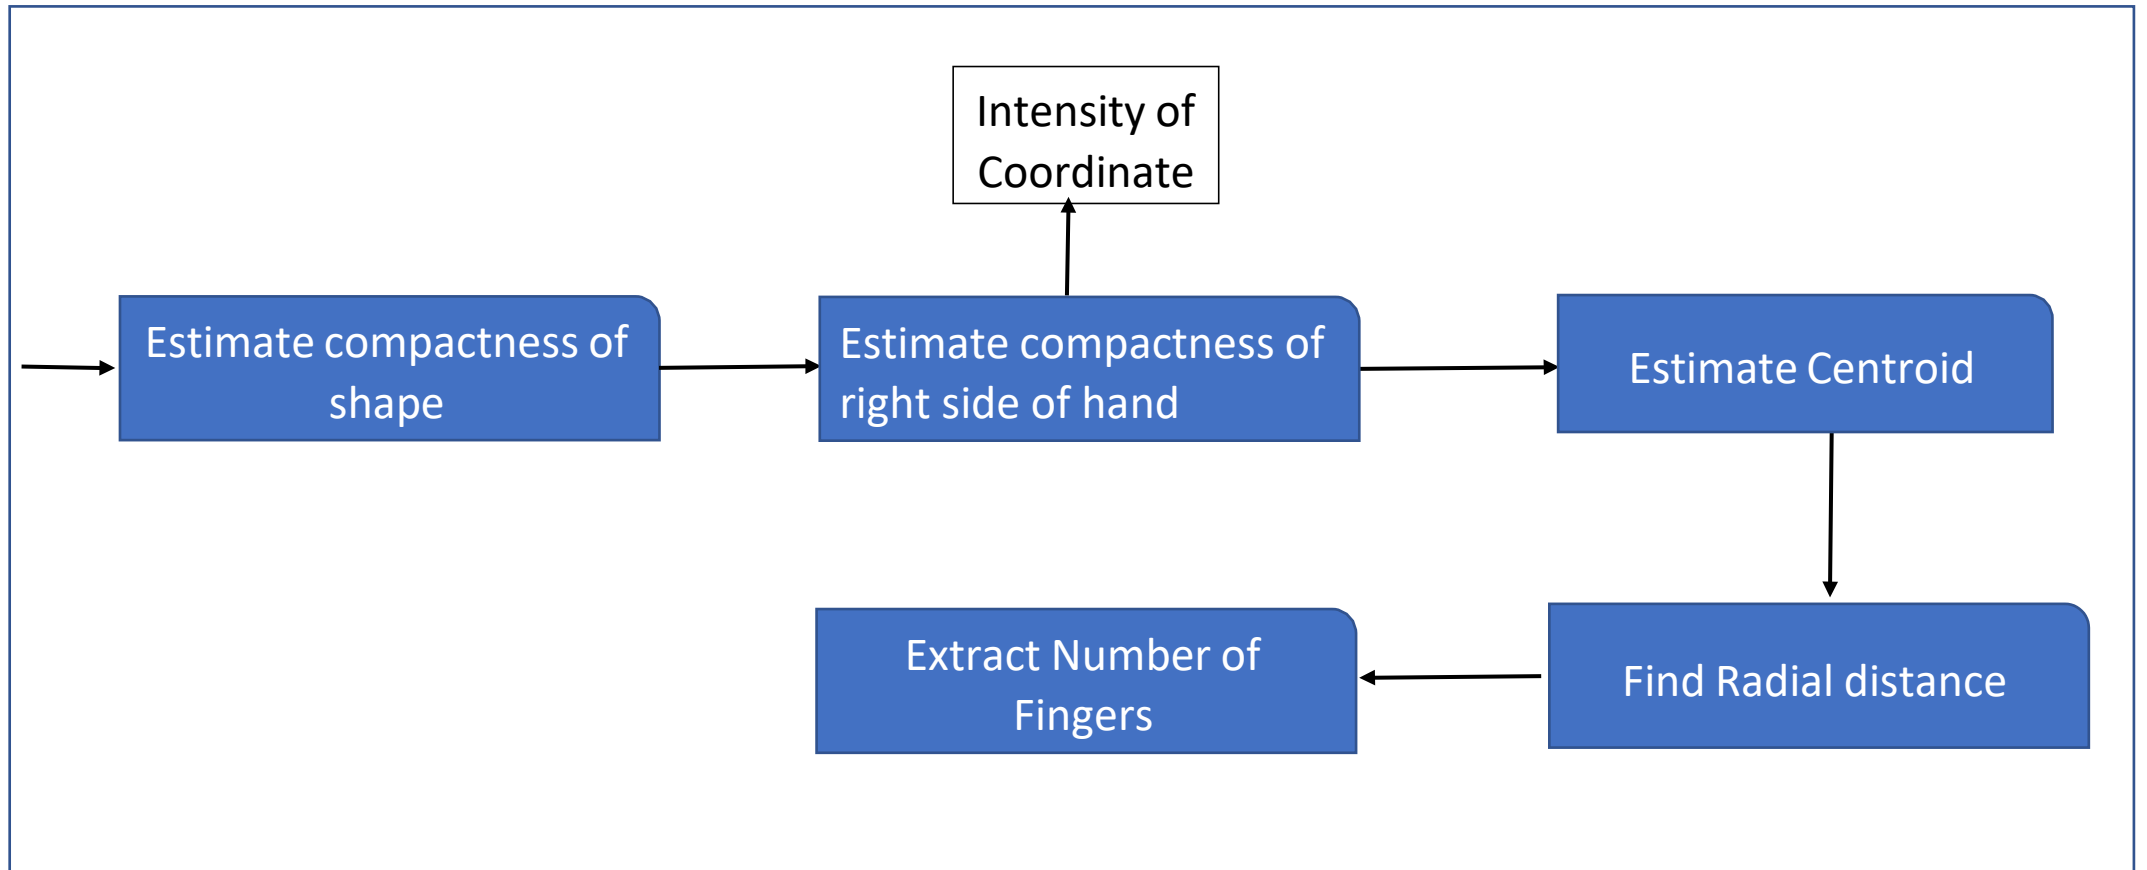 Intensity of
Coordinate
Estimate compactness of
shape
Estimate compactness of
right side of hand
Estimate Centroid
Extract Number of
Fingers
Find Radial distance